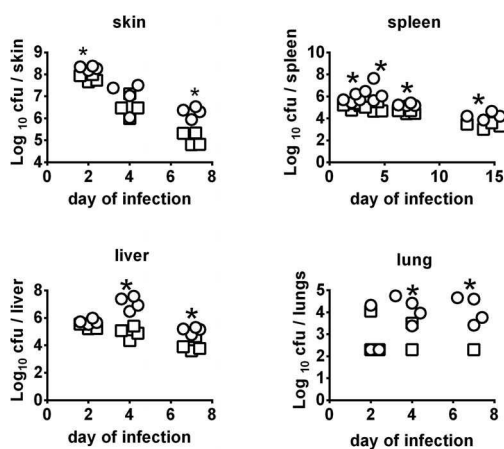 skin
Log 10 cfu / skin
9
8
7
6
5
4
*
*
0 2 4 6 8
day of infection
spleen
Log 10 cfu / spleen
10
8
6
4
2
0
* * * *
0 5 10 15
day of infection
liver
Log10 cfu /liver
8
6
4
2
0
*
*
0 2 4 6 8
day of infection
lung
Log 10 cfu / lungs
5
4
3
2
1
0
* *
0 2 4 6 8
day of infection